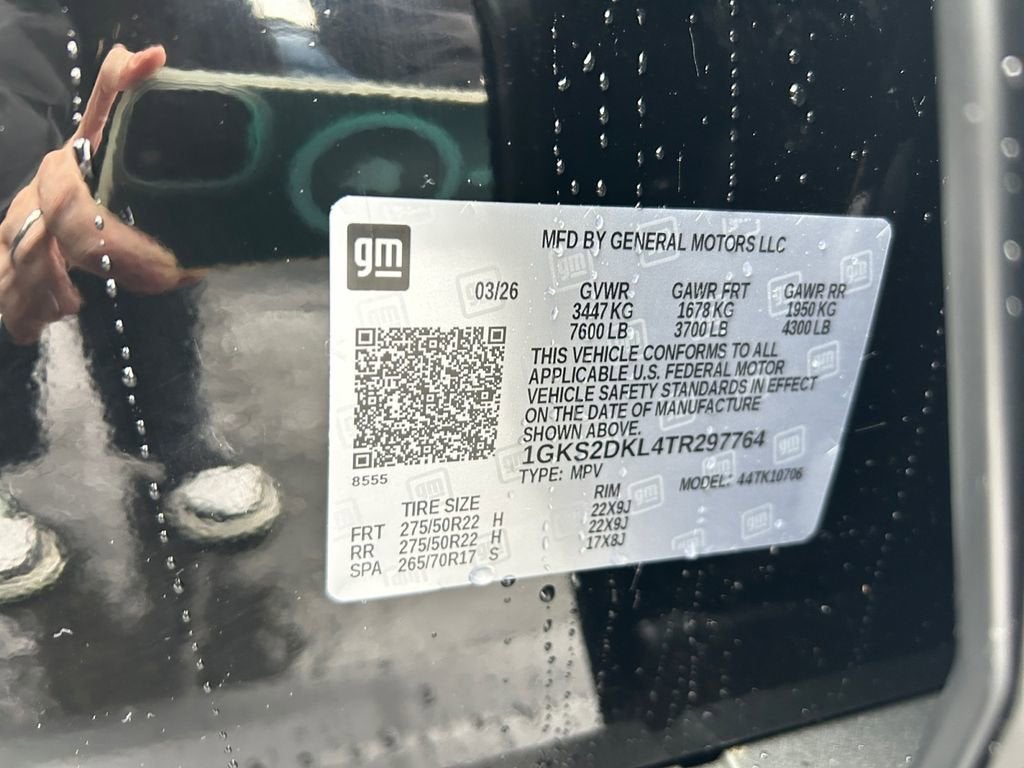 gm
MFD BY GENERAL MOTORS LLC
03/26 GVWR GAWR FRT GAWR RR
3447 KG 1678 KG 1950 KG
7600 LB 3700 LB 4300 LB
THIS VEHICLE CONFORMS TO ALL
APPLICABLE U.S. FEDERAL MOTOR
VEHICLE SAFETY STANDARDS IN EFFECT
ON THE DATE OF MANUFACTURE
SHOWN ABOVE.
1GKS2DKL4TR297764
TYPE: MPV MODEL: 44TK10706
8555
TIRE SIZE RIM
FRT 275/50R22 H 22X9J
RR 275/50R22 H 22X9J
SPA 265/70R17 S 17X8J